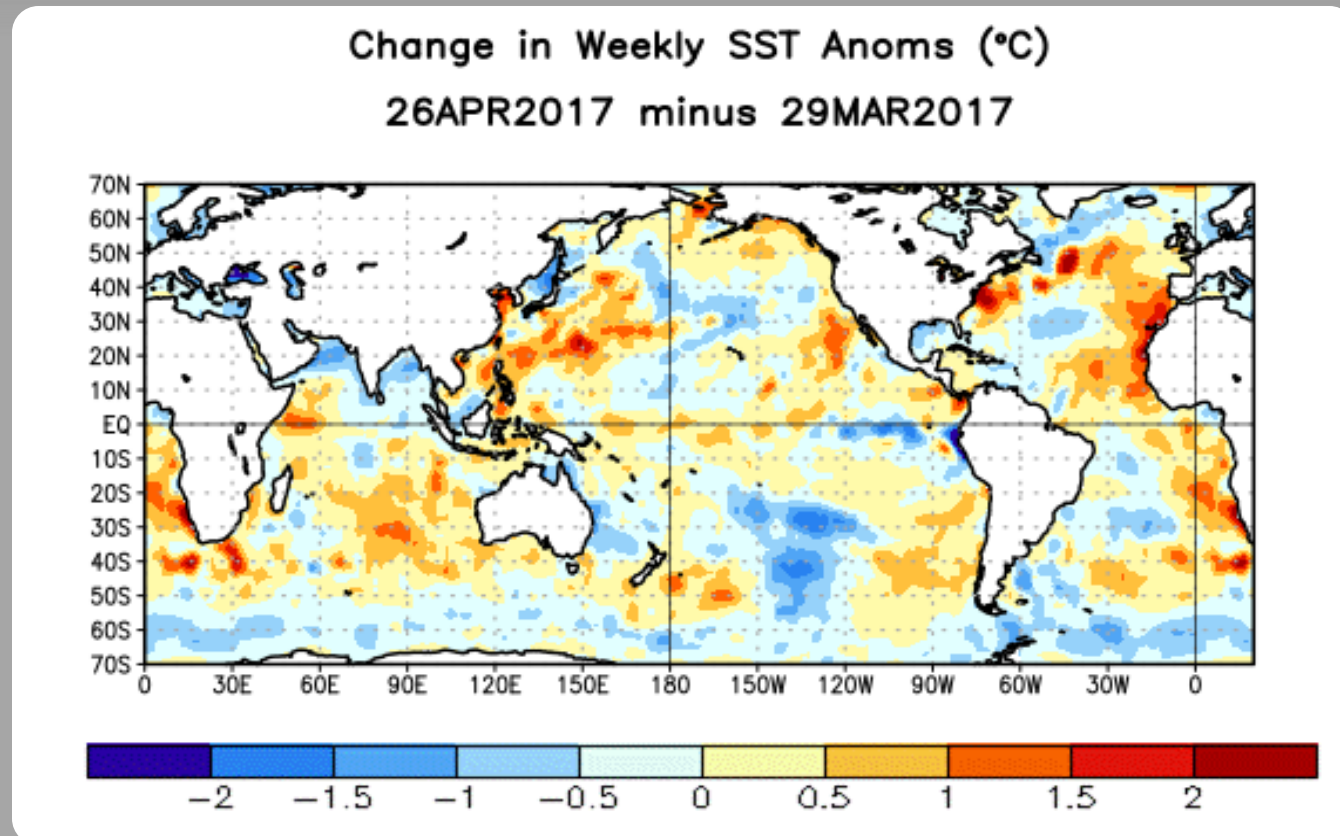 Change in Weekly SST Anoms (°C)
26APR2017 minus 29MAR2017
70N
60N
50N
40N
30N
20N
10N
EQ
10S
20S
30S
40S
50S
60S
70S
0 30E 60E 90E 120E 150E 180 150W 120W 90W 60W 30W 0
−2 −1.5 −1 −0.5 0 0.5 1 1.5 2